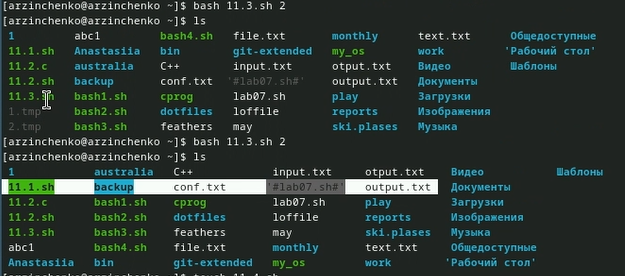 [arzinchenko@arzinchenko ~]$ bash 11.3.sh 2
[arzinchenko@arzinchenko ~]$ ls
1 abc1 bash4.sh file.txt monthly text.txt Общедоступные
11.1.sh Anastasiia bin git-extended my_os work 'Рабочий стол'
11.2.c australia C++ input.txt otput.txt Видео Шаблоны
11.2.sh backup conf.txt '#lab07.sh#' output.txt Документы
11.3.sh bash1.sh cprog lab07.sh play Загрузки
1.tmp bash2.sh dotfiles loffile reports Изображения
2.tmp bash3.sh feathers may ski.plases Музыка
[arzinchenko@arzinchenko ~]$ bash 11.3.sh 2
[arzinchenko@arzinchenko ~]$ ls
1 australia C++ input.txt otput.txt Видео Шаблоны
11.1.sh backup conf.txt '#lab07.sh#' output.txt Документы
11.2.c bash1.sh cprog lab07.sh play Загрузки
11.2.sh bash2.sh dotfiles loffile reports Изображения
11.3.sh bash3.sh feathers may ski.plases Музыка
abc1 bash4.sh file.txt monthly text.txt Общедоступные
Anastasiia bin git-extended my_os work 'Рабочий стол'